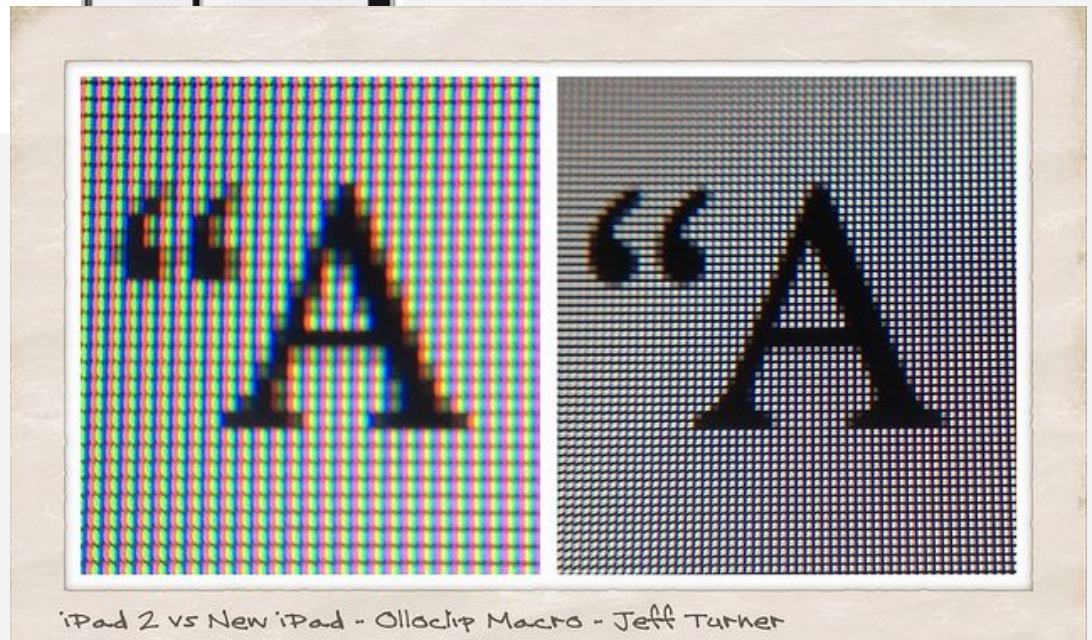 “A “A
iPad 2 vs New iPad - Olloclip Macro - Jeff Turner